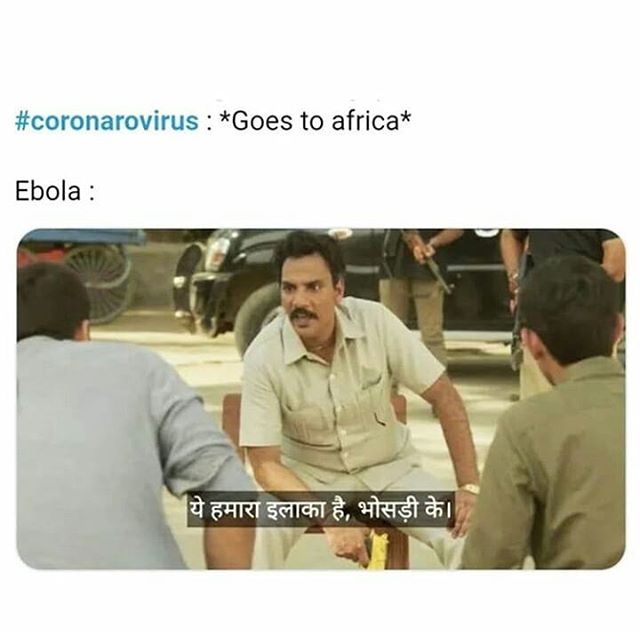 #coronarovirus : *Goes to africa*
Ebola :
ये हमारा इलाका है, भोसड़ी के।